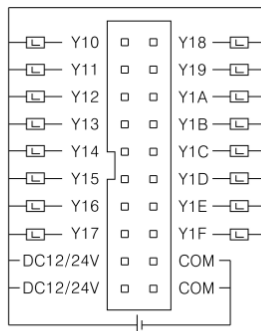 L Y10 Y18 L
L Y11 Y19 L
L Y12 Y1A L
L Y13 Y1B L
L Y14 Y1C L
L Y15 Y1D L
L Y16 Y1E L
L Y17 Y1F L
DC12/24V COM
DC12/24V COM